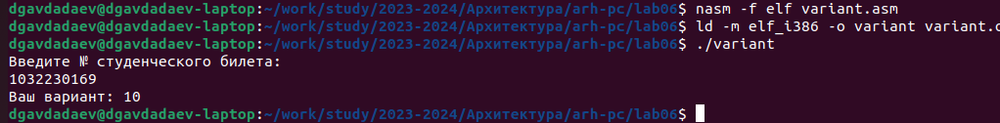 dgavdadaev@dgavdadaev-laptop:~/work/study/2023-2024/Архитектура/arh-pc/lab06$ nasm -f elf variant.asm
dgavdadaev@dgavdadaev-laptop:~/work/study/2023-2024/Архитектура/arh-pc/lab06$ ld -m elf_i386 -o variant variant.o
dgavdadaev@dgavdadaev-laptop:~/work/study/2023-2024/Архитектура/arh-pc/lab06$ ./variant
Введите № студенческого билета:
1032230169
Ваш вариант: 10
dgavdadaev@dgavdadaev-laptop:~/work/study/2023-2024/Архитектура/arh-pc/lab06$